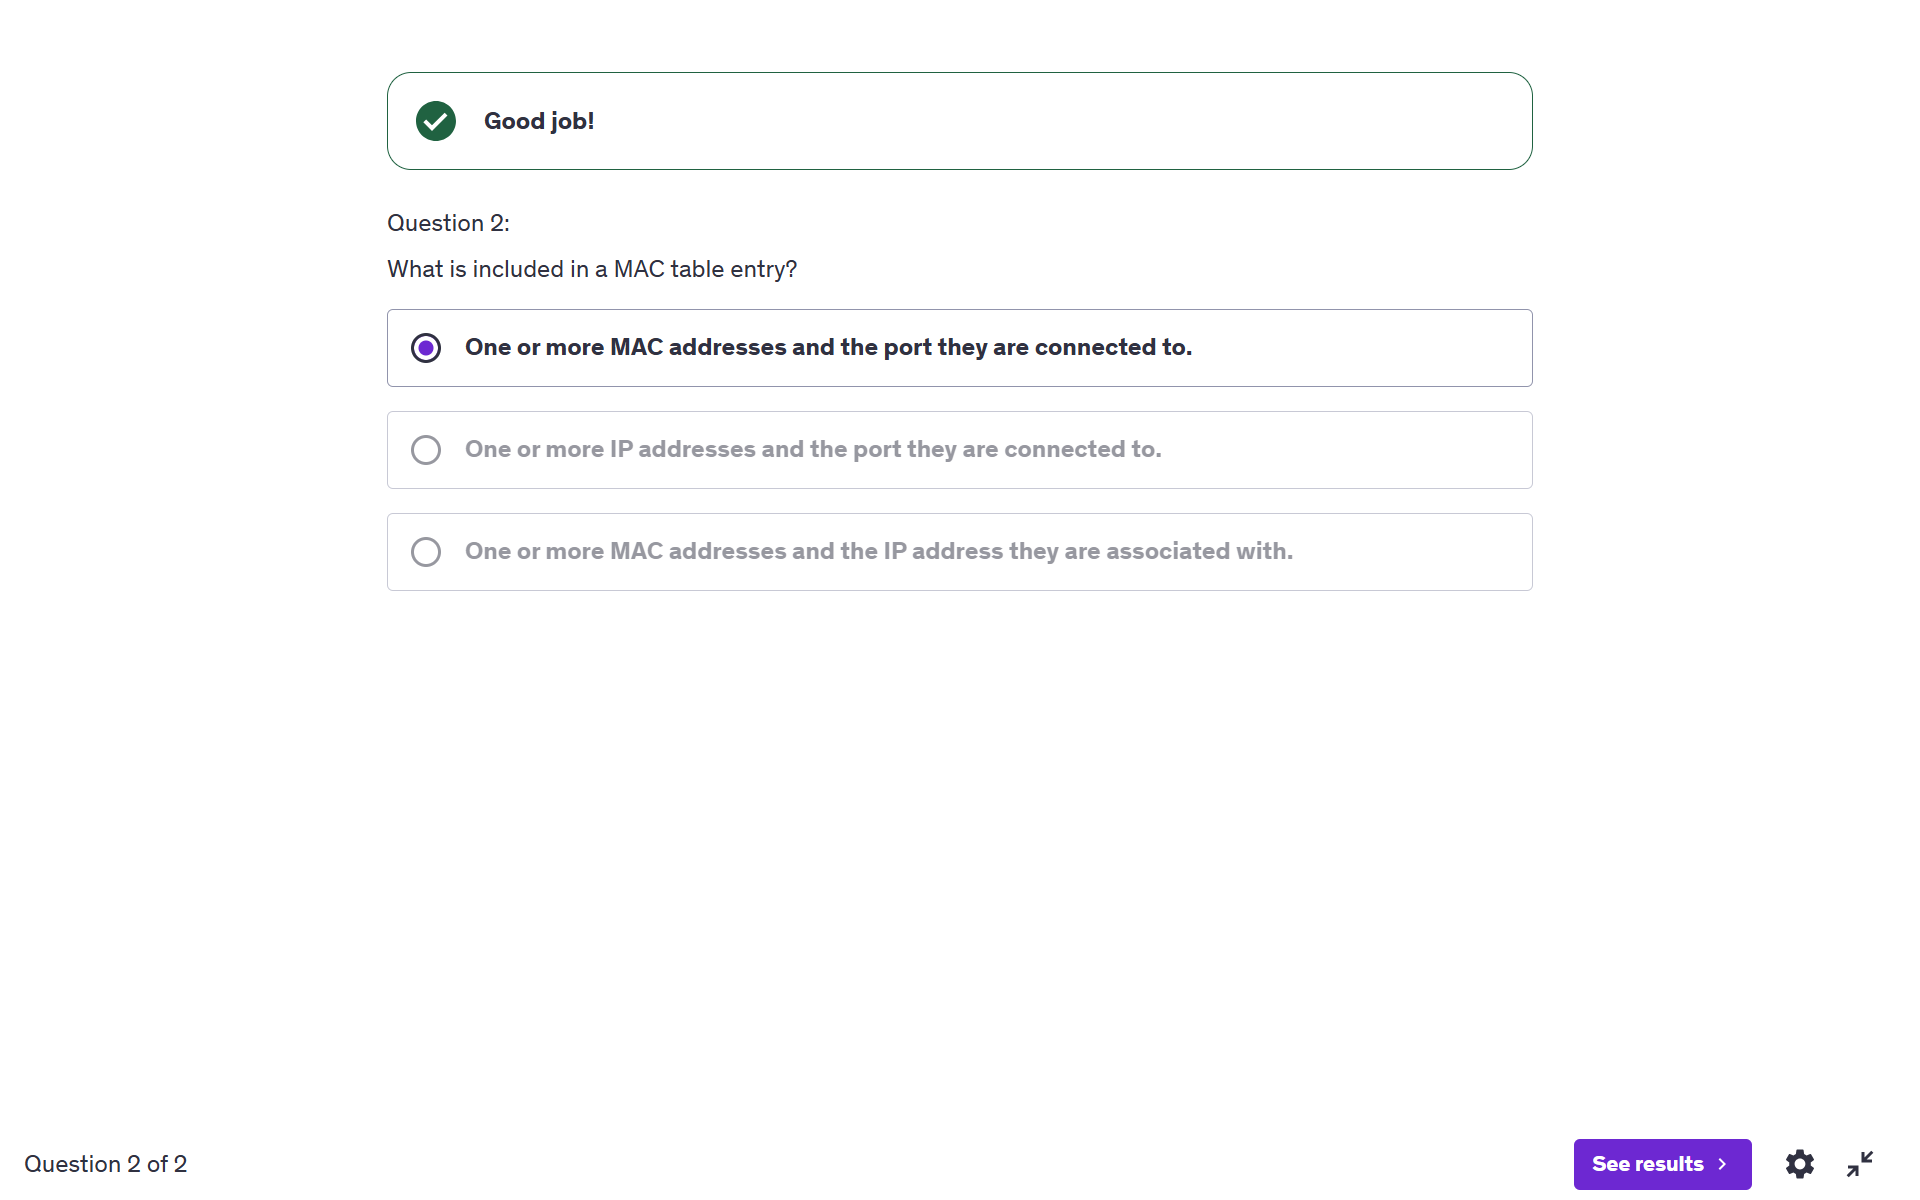 Good job!
Question 2:
What is included in a MAC table entry?
One or more MAC addresses and the port they are connected to.
One or more IP addresses and the port they are connected to.
One or more MAC addresses and the IP address they are associated with.
Question 2 of 2
See results